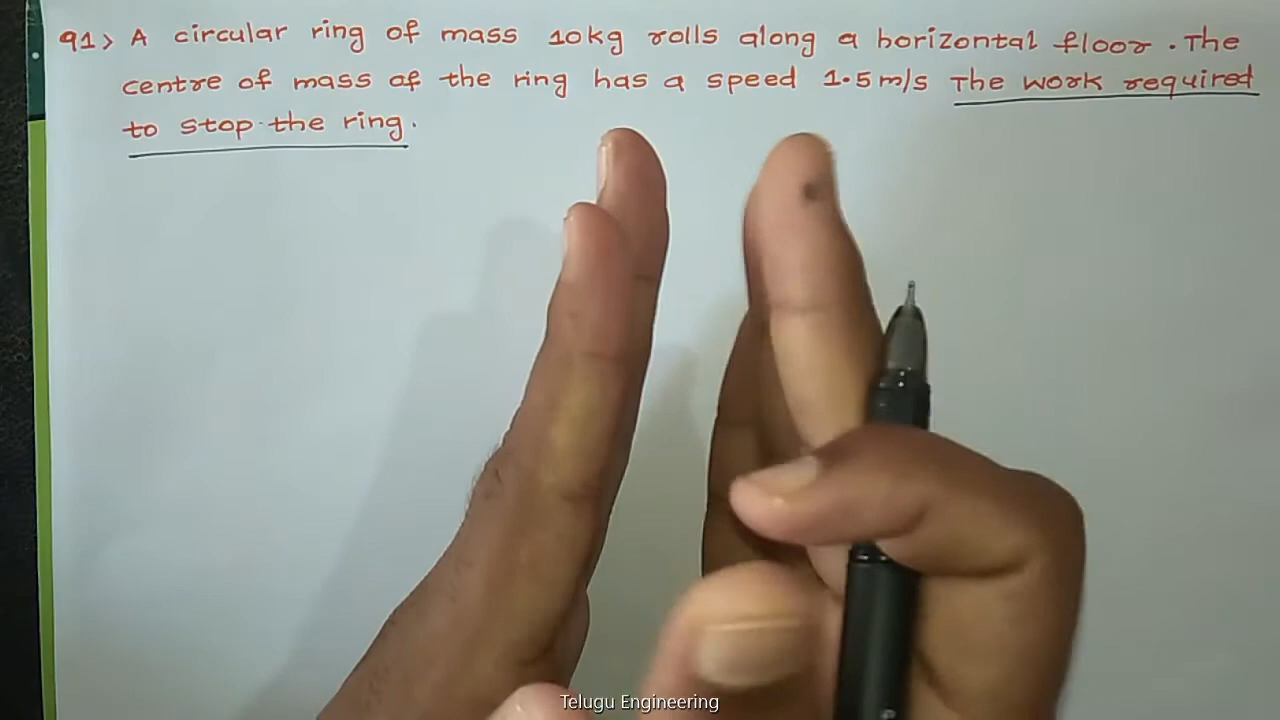 91> A circular ring of mass 10kg rolls along a horizontal floor. The
centre of mass of the ring has a speed 1.5m/s The work required
to stop the ring.
Telugu Engineering